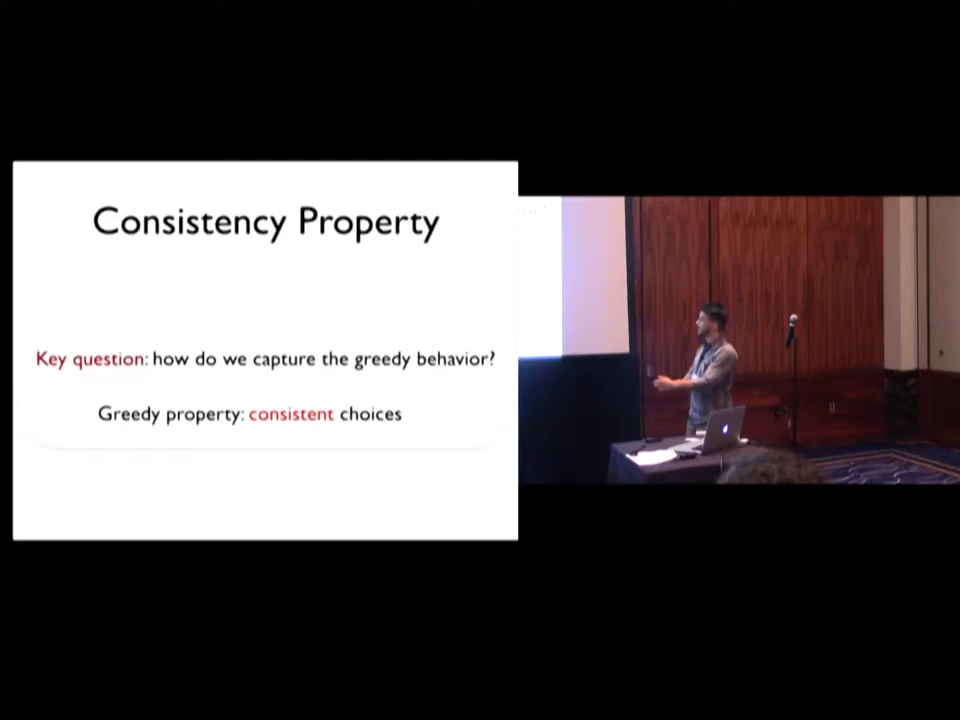 Consistency Property
Key question: how do we capture the greedy behavior?
Greedy property: consistent choices